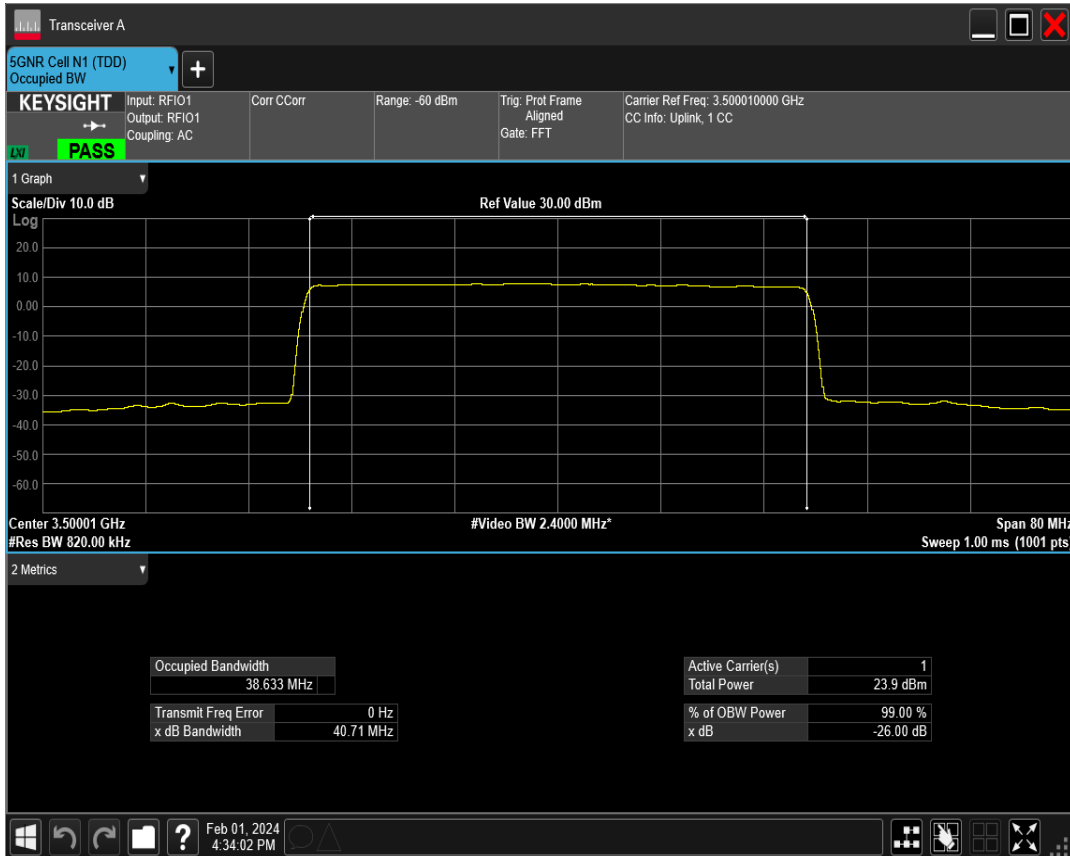 Transceiver A
5GNR Cell N1 (TDD)
Occupied BW
+
KEYSIGHT
LXI
PASS
Input: RFIO1
Output: RFIO1
Coupling: AC
Corr CCorr
Range: -60 dBm
Trig: Prot Frame
Aligned
Gate: FFT
Carrier Ref Freq: 3.500010000 GHz
CC Info: Uplink, 1 CC
1 Graph
Scale/Div 10.0 dB
Ref Value 30.00 dBm
Log
20.0
10.0
0.00
-10.0
-20.0
-30.0
-40.0
-50.0
-60.0
Center 3.50001 GHz
#Video BW 2.4000 MHz*
Span 80 MHz
#Res BW 820.00 kHz
Sweep 1.00 ms (1001 pts)
2 Metrics
Occupied Bandwidth
38.633 MHz
Transmit Freq Error 0 Hz
x dB Bandwidth 40.71 MHz
Active Carrier(s) 1
Total Power 23.9 dBm
% of OBW Power 99.00 %
x dB -26.00 dB
?
Feb 01, 2024
4:34:02 PM